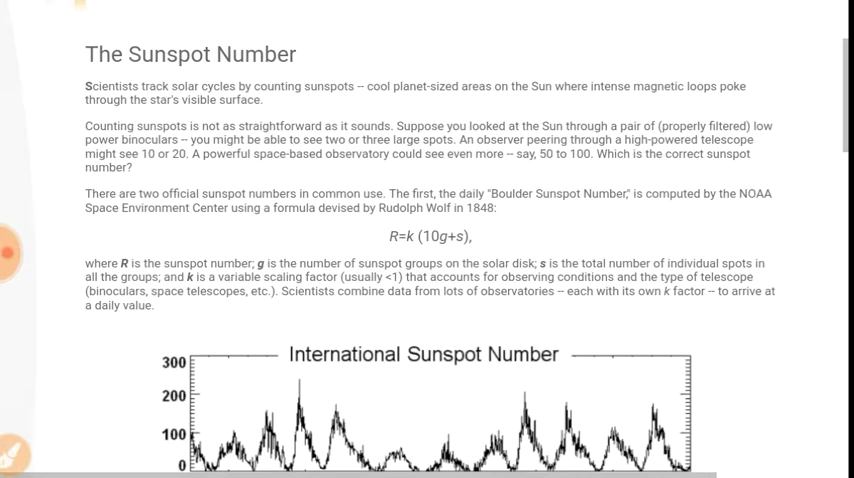 The Sunspot Number
Scientists track solar cycles by counting sunspots -- cool planet-sized areas on the Sun where intense magnetic loops poke
through the star's visible surface.
Counting sunspots is not as straightforward as it sounds. Suppose you looked at the Sun through a pair of (properly filtered) low
power binoculars -- you might be able to see two or three large spots. An observer peering through a high-powered telescope
might see 10 or 20. A powerful space-based observatory could see even more -- say, 50 to 100. Which is the correct sunspot
number?
There are two official sunspot numbers in common use. The first, the daily "Boulder Sunspot Number," is computed by the NOAA
Space Environment Center using a formula devised by Rudolph Wolf in 1848:
R=k (10g+s),
where R is the sunspot number; g is the number of sunspot groups on the solar disk; s is the total number of individual spots in
all the groups; and k is a variable scaling factor (usually <1) that accounts for observing conditions and the type of telescope
(binoculars, space telescopes, etc.). Scientists combine data from lots of observatories -- each with its own k factor -- to arrive at
a daily value.
International Sunspot Number
300
200
100
0